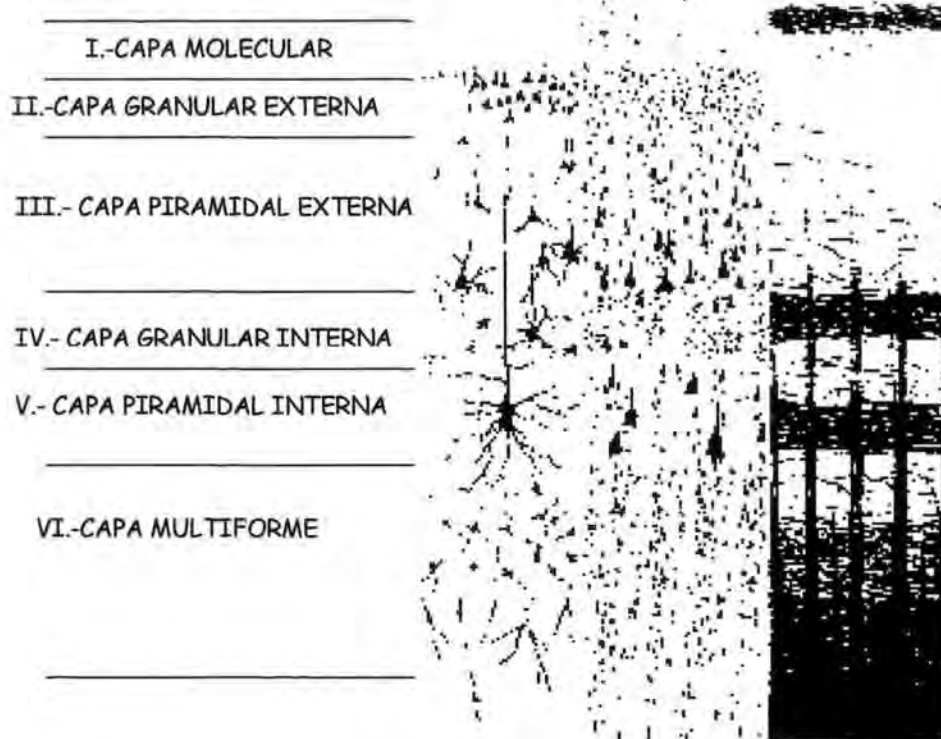 I.-CAPA MOLECULAR
II.-CAPA GRANULAR EXTERNA
III.- CAPA PIRAMIDAL EXTERNA
IV.- CAPA GRANULAR INTERNA
V.- CAPA PIRAMIDAL INTERNA
VI.-CAPA MULTIFORME